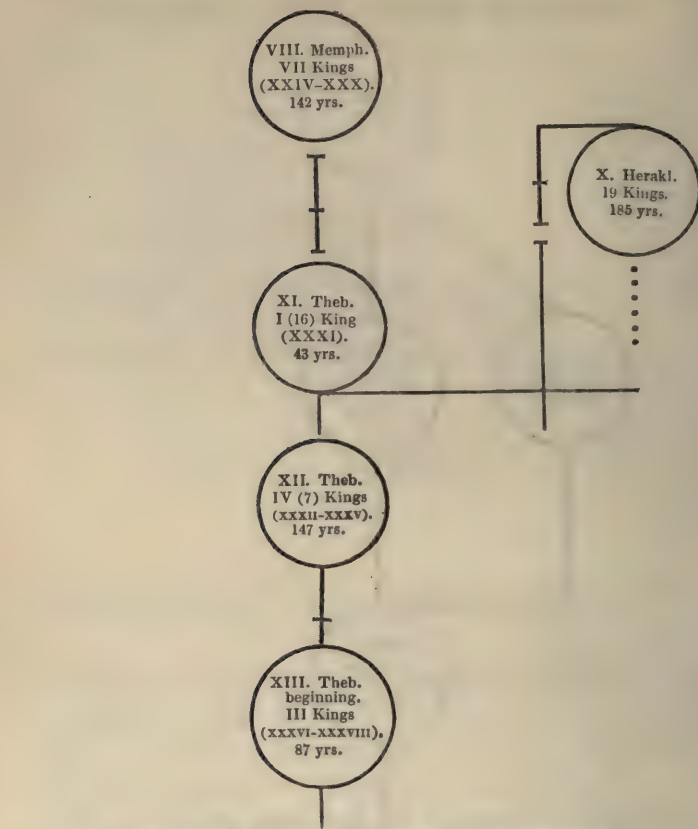 VIII. Memph.
VII Kings
(XXIV-XXX).
142 yrs.
X. Herakl.
19 Kings.
185 yrs.
XI. Theb.
I (16) King
(XXXI).
43 yrs.
XII. Theb.
IV (7) Kings
(XXXII-XXXV).
147 yrs.
XIII. Theb.
beginning.
III Kings
(XXXVI-XXXVIII).
87 yrs.